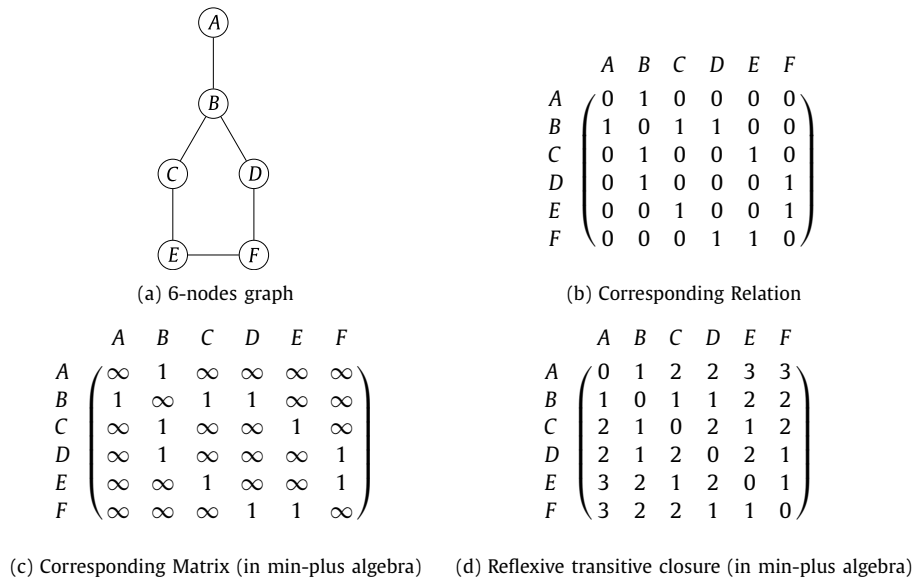 A
B
C
D
E
F
(a) 6-nodes graph
A B C D E F
A 0 1 0 0 0 0
B 1 0 1 1 0 0
C 0 1 0 0 1 0
D 0 1 0 0 0 1
E 0 0 1 0 0 1
F 0 0 0 1 1 0
(b) Corresponding Relation
A B C D E F
A ∞ 1 ∞ ∞ ∞ ∞
B 1 ∞ 1 1 ∞ ∞
C ∞ 1 ∞ ∞ 1 ∞
D ∞ 1 ∞ ∞ ∞ 1
E ∞ ∞ 1 ∞ ∞ 1
F ∞ ∞ ∞ 1 1 ∞
(c) Corresponding Matrix (in min-plus algebra)
A B C D E F
A 0 1 2 2 3 3
B 1 0 1 1 2 2
C 2 1 0 2 1 2
D 2 1 2 0 2 1
E 3 2 1 2 0 1
F 3 2 2 1 1 0
(d) Reflexive transitive closure (in min-plus algebra)